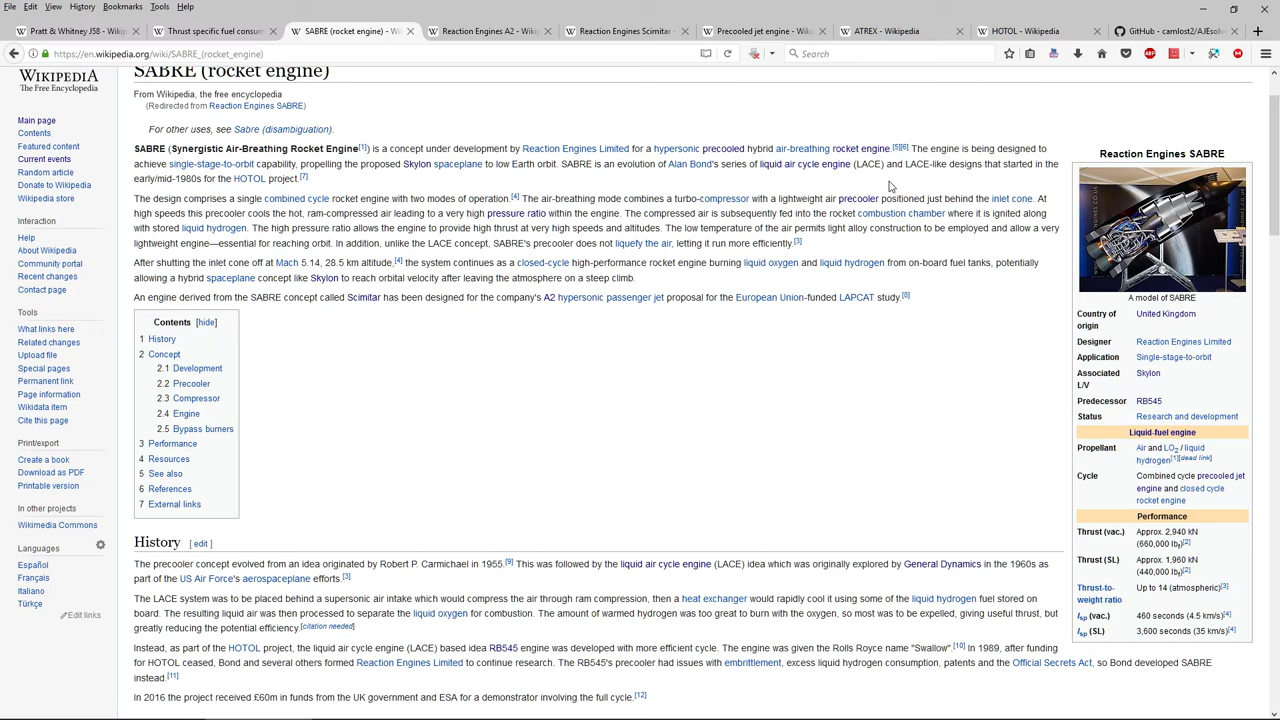 File Edit View History Bookmarks Tools Help
Pratt & Whitney J58 - Wikip
Thrust specific fuel consum
SABRE (rocket engine) - Wi
Reaction Engines A2 - Wikip
Reaction Engines Scimitar -
Precooled jet engine - Wiki
ATREX - Wikipedia
HOTOL - Wikipedia
GitHub - camlost2/AJEsolv
https://en.wikipedia.org/wiki/SABRE_(rocket_engine)
Search
WIKIPEDIA
The Free Encyclopedia
Main page
Contents
Featured content
Current events
Random article
Donate to Wikipedia
Wikipedia store
Interaction
Help
About Wikipedia
Community portal
Recent changes
Contact page
Tools
What links here
Related changes
Upload file
Special pages
Permanent link
Page information
Wikidata item
Cite this page
Print/export
Create a book
Download as PDF
Printable version
In other projects
Wikimedia Commons
Languages
Español
Français
Italiano
Türkçe
Edit links
SABRE (rocket engine)
From Wikipedia, the free encyclopedia
(Redirected from Reaction Engines SABRE)
For other uses, see Sabre (disambiguation).
SABRE (Synergistic Air-Breathing Rocket Engine[1]) is a concept under development by Reaction Engines Limited for a hypersonic precooled hybrid air-breathing rocket engine.[5][6] The engine is being designed to
achieve single-stage-to-orbit capability, propelling the proposed Skylon spaceplane to low Earth orbit. SABRE is an evolution of Alan Bond's series of liquid air cycle engine (LACE) and LACE-like designs that started in the
early/mid-1980s for the HOTOL project.[7]
The design comprises a single combined cycle rocket engine with two modes of operation.[4] The air-breathing mode combines a turbo-compressor with a lightweight air precooler positioned just behind the inlet cone. At
high speeds this precooler cools the hot, ram-compressed air leading to a very high pressure ratio within the engine. The compressed air is subsequently fed into the rocket combustion chamber where it is ignited along
with stored liquid hydrogen. The high pressure ratio allows the engine to provide high thrust at very high speeds and altitudes. The low temperature of the air permits light alloy construction to be employed and allow a very
lightweight engine—essential for reaching orbit. In addition, unlike the LACE concept, SABRE's precooler does not liquefy the air, letting it run more efficiently.[3]
After shutting the inlet cone off at Mach 5.14, 28.5 km altitude,[4] the system continues as a closed-cycle high-performance rocket engine burning liquid oxygen and liquid hydrogen from on-board fuel tanks, potentially
allowing a hybrid spaceplane concept like Skylon to reach orbital velocity after leaving the atmosphere on a steep climb.
An engine derived from the SABRE concept called Scimitar has been designed for the company's A2 hypersonic passenger jet proposal for the European Union-funded LAPCAT study.[8]
Contents [hide]
1 History
2 Concept
2.1 Development
2.2 Precooler
2.3 Compressor
2.4 Engine
2.5 Bypass burners
3 Performance
4 Resources
5 See also
6 References
7 External links
History [ edit ]
The precooler concept evolved from an idea originated by Robert P. Carmichael in 1955.[9] This was followed by the liquid air cycle engine (LACE) idea which was originally explored by General Dynamics in the 1960s as
part of the US Air Force's aerospaceplane efforts.[3]
The LACE system was to be placed behind a supersonic air intake which would compress the air through ram compression, then a heat exchanger would rapidly cool it using some of the liquid hydrogen fuel stored on
board. The resulting liquid air was then processed to separate the liquid oxygen for combustion. The amount of warmed hydrogen was too great to burn with the oxygen, so most was to be expelled, giving useful thrust, but
greatly reducing the potential efficiency.[citation needed]
Instead, as part of the HOTOL project, the liquid air cycle engine (LACE) based idea RB545 engine was developed with more efficient cycle. The engine was given the Rolls Royce name "Swallow".[10] In 1989, after funding
for HOTOL ceased, Bond and several others formed Reaction Engines Limited to continue research. The RB545's precooler had issues with embrittlement, excess liquid hydrogen consumption, patents and the Official Secrets Act, so Bond developed SABRE
instead.[11]
In 2016 the project received £60m in funds from the UK government and ESA for a demonstrator involving the full cycle.[12]
Reaction Engines SABRE
A model of SABRE
Country of origin United Kingdom
Designer Reaction Engines Limited
Application Single-stage-to-orbit
Associated L/V Skylon
Predecessor RB545
Status Research and development
Liquid-fuel engine
Propellant Air and LO2 / liquid
hydrogen[1][dead link]
Cycle Combined cycle precooled jet
engine and closed cycle
rocket engine
Performance
Thrust (vac.) Approx. 2,940 kN
(660,000 lbf)[2]
Thrust (SL) Approx. 1,960 kN
(440,000 lbf)[2]
Thrust-to-weight ratio Up to 14 (atmospheric)[3]
Isp (vac.) 460 seconds (4.5 km/s)[4]
Isp (SL) 3,600 seconds (35 km/s)[4]